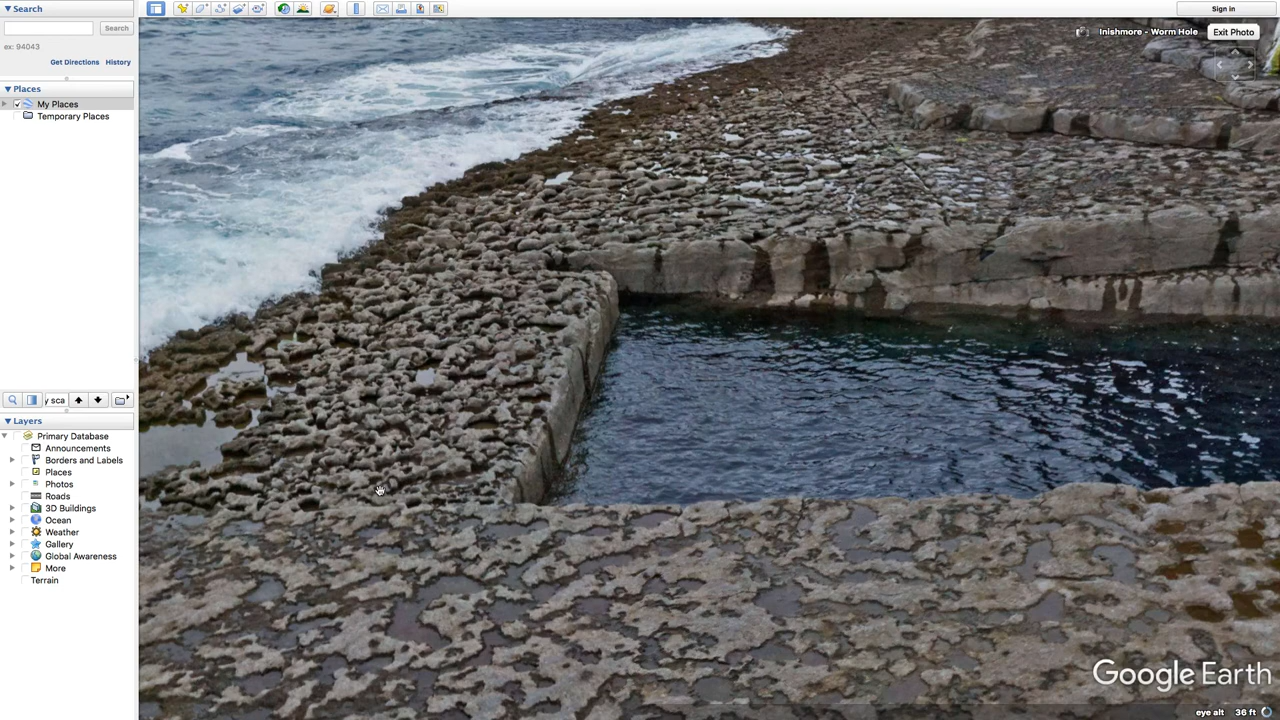 Search
Search
ex: 94043
Get Directions History
Places
My Places
Temporary Places
y sca
Layers
Primary Database
Announcements
Borders and Labels
Places
Photos
Roads
3D Buildings
Ocean
Weather
Gallery
Global Awareness
More
Terrain
Sign in
Inishmore - Worm Hole
Exit Photo
Google Earth
eye alt 36 ft